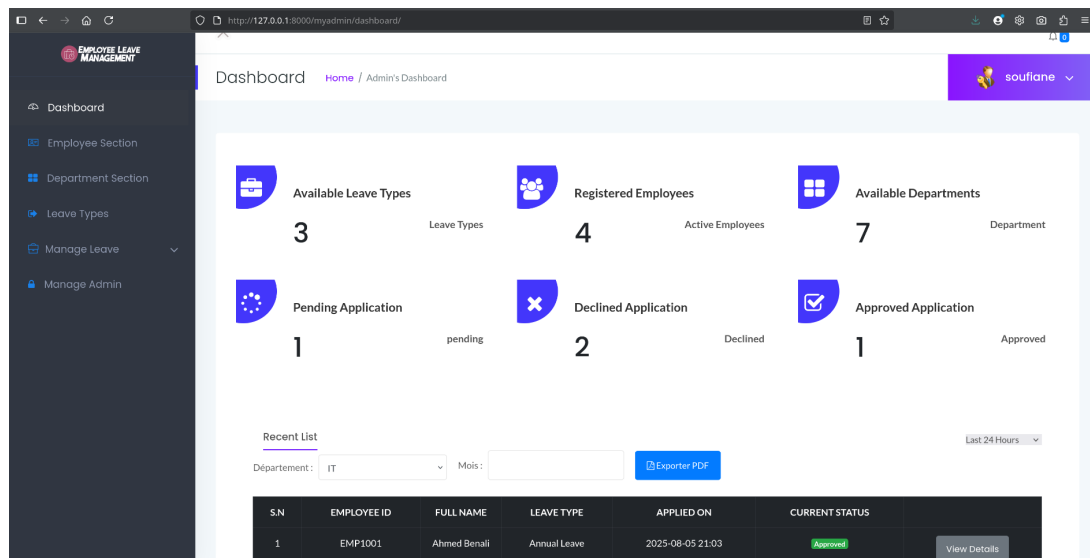 http://127.0.0.1:8000/myadmin/dashboard/
EMPLOYEE LEAVE
MANAGEMENT
0
Dashboard Home / Admin's Dashboard
soufiane
Dashboard
Employee Section
Department Section
Leave Types
Manage Leave
Manage Admin
Available Leave Types
3
Leave Types
Registered Employees
4
Active Employees
Available Departments
7
Department
Pending Application
1
pending
Declined Application
2
Declined
Approved Application
1
Approved
Recent List
Last 24 Hours
Département : IT Mois : Exporter PDF
S.N EMPLOYEE ID FULL NAME LEAVE TYPE APPLIED ON CURRENT STATUS
1 EMP1001 Ahmed Benali Annual Leave 2025-08-05 21:03 Approved View Details